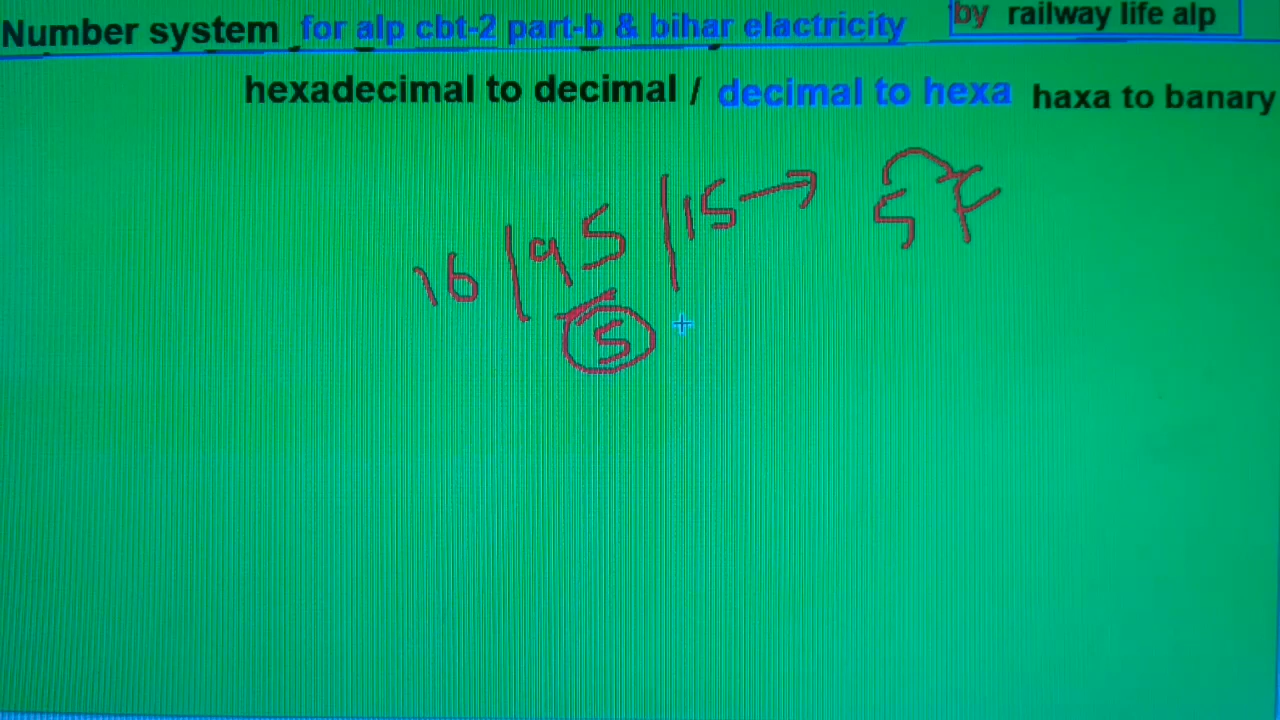 Number system for alp cbt-2 part-b & bihar elactricity by railway life alp
hexadecimal to decimal / decimal to hexa haxa to banary
16 | 95 | 15 → 5 F
5